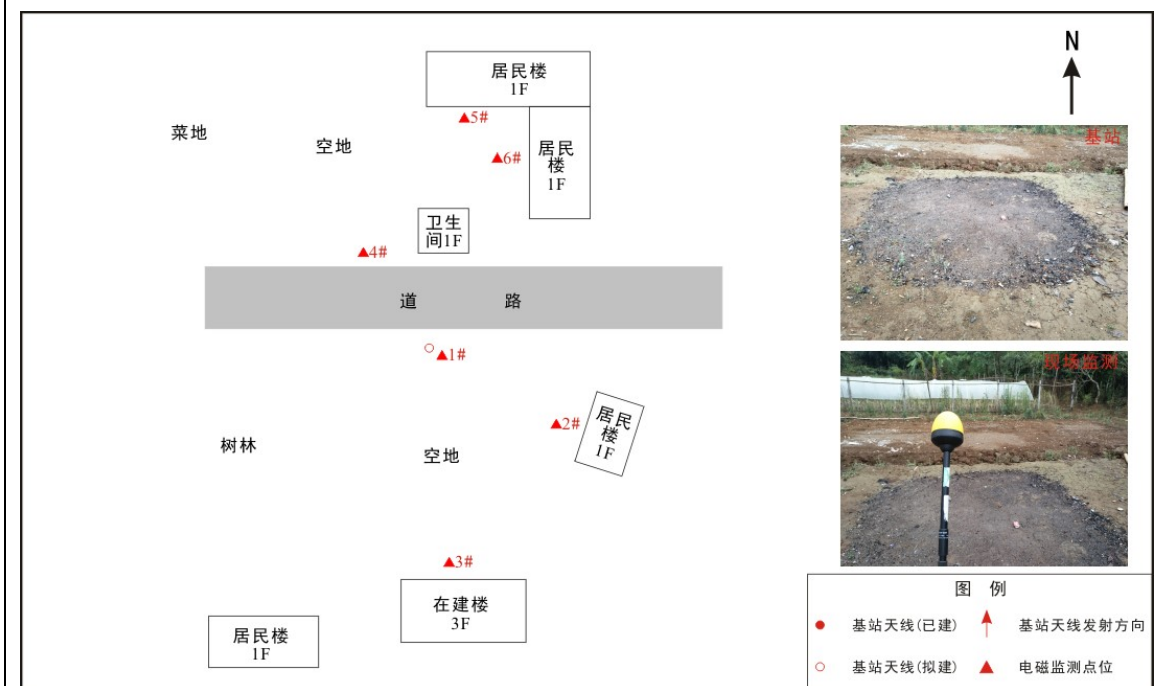 N
居民楼
1F
▲5#
菜地
空地
▲6#
居民
楼
1F
基站
卫生
间1F
▲4#
道 路
▲1#
现场监测
▲2#
居民
楼
1F
树林
空地
▲3#
在建楼
3F
居民楼
1F
图 例
基站天线(已建)
基站天线发射方向
基站天线(拟建)
电磁监测点位